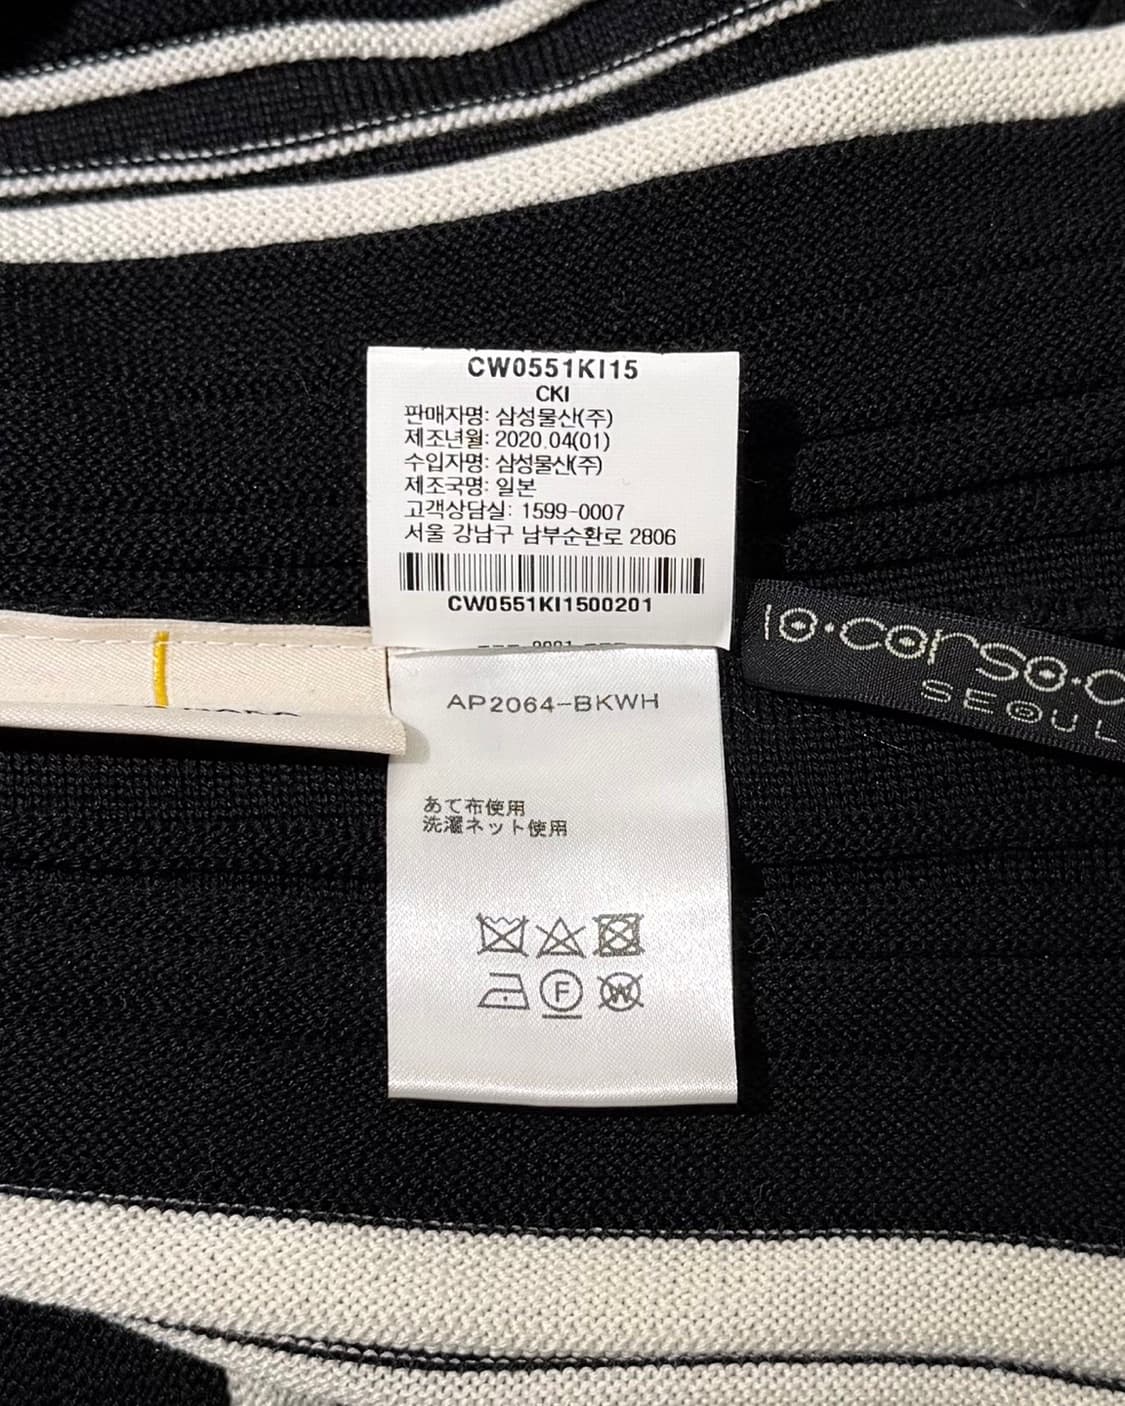 CW0551KI15
CKI
판매자명: 삼성물산(주)
제조년월: 2020.04(01)
수입자명: 삼성물산(주)
제조국명: 일본
고객상담실: 1599-0007
서울 강남구 남부순환로 2806
CW0551KI1500201
10·corso·c
SEOUL
AP2064-BKWH
あて布使用
洗濯ネット使用
F
W